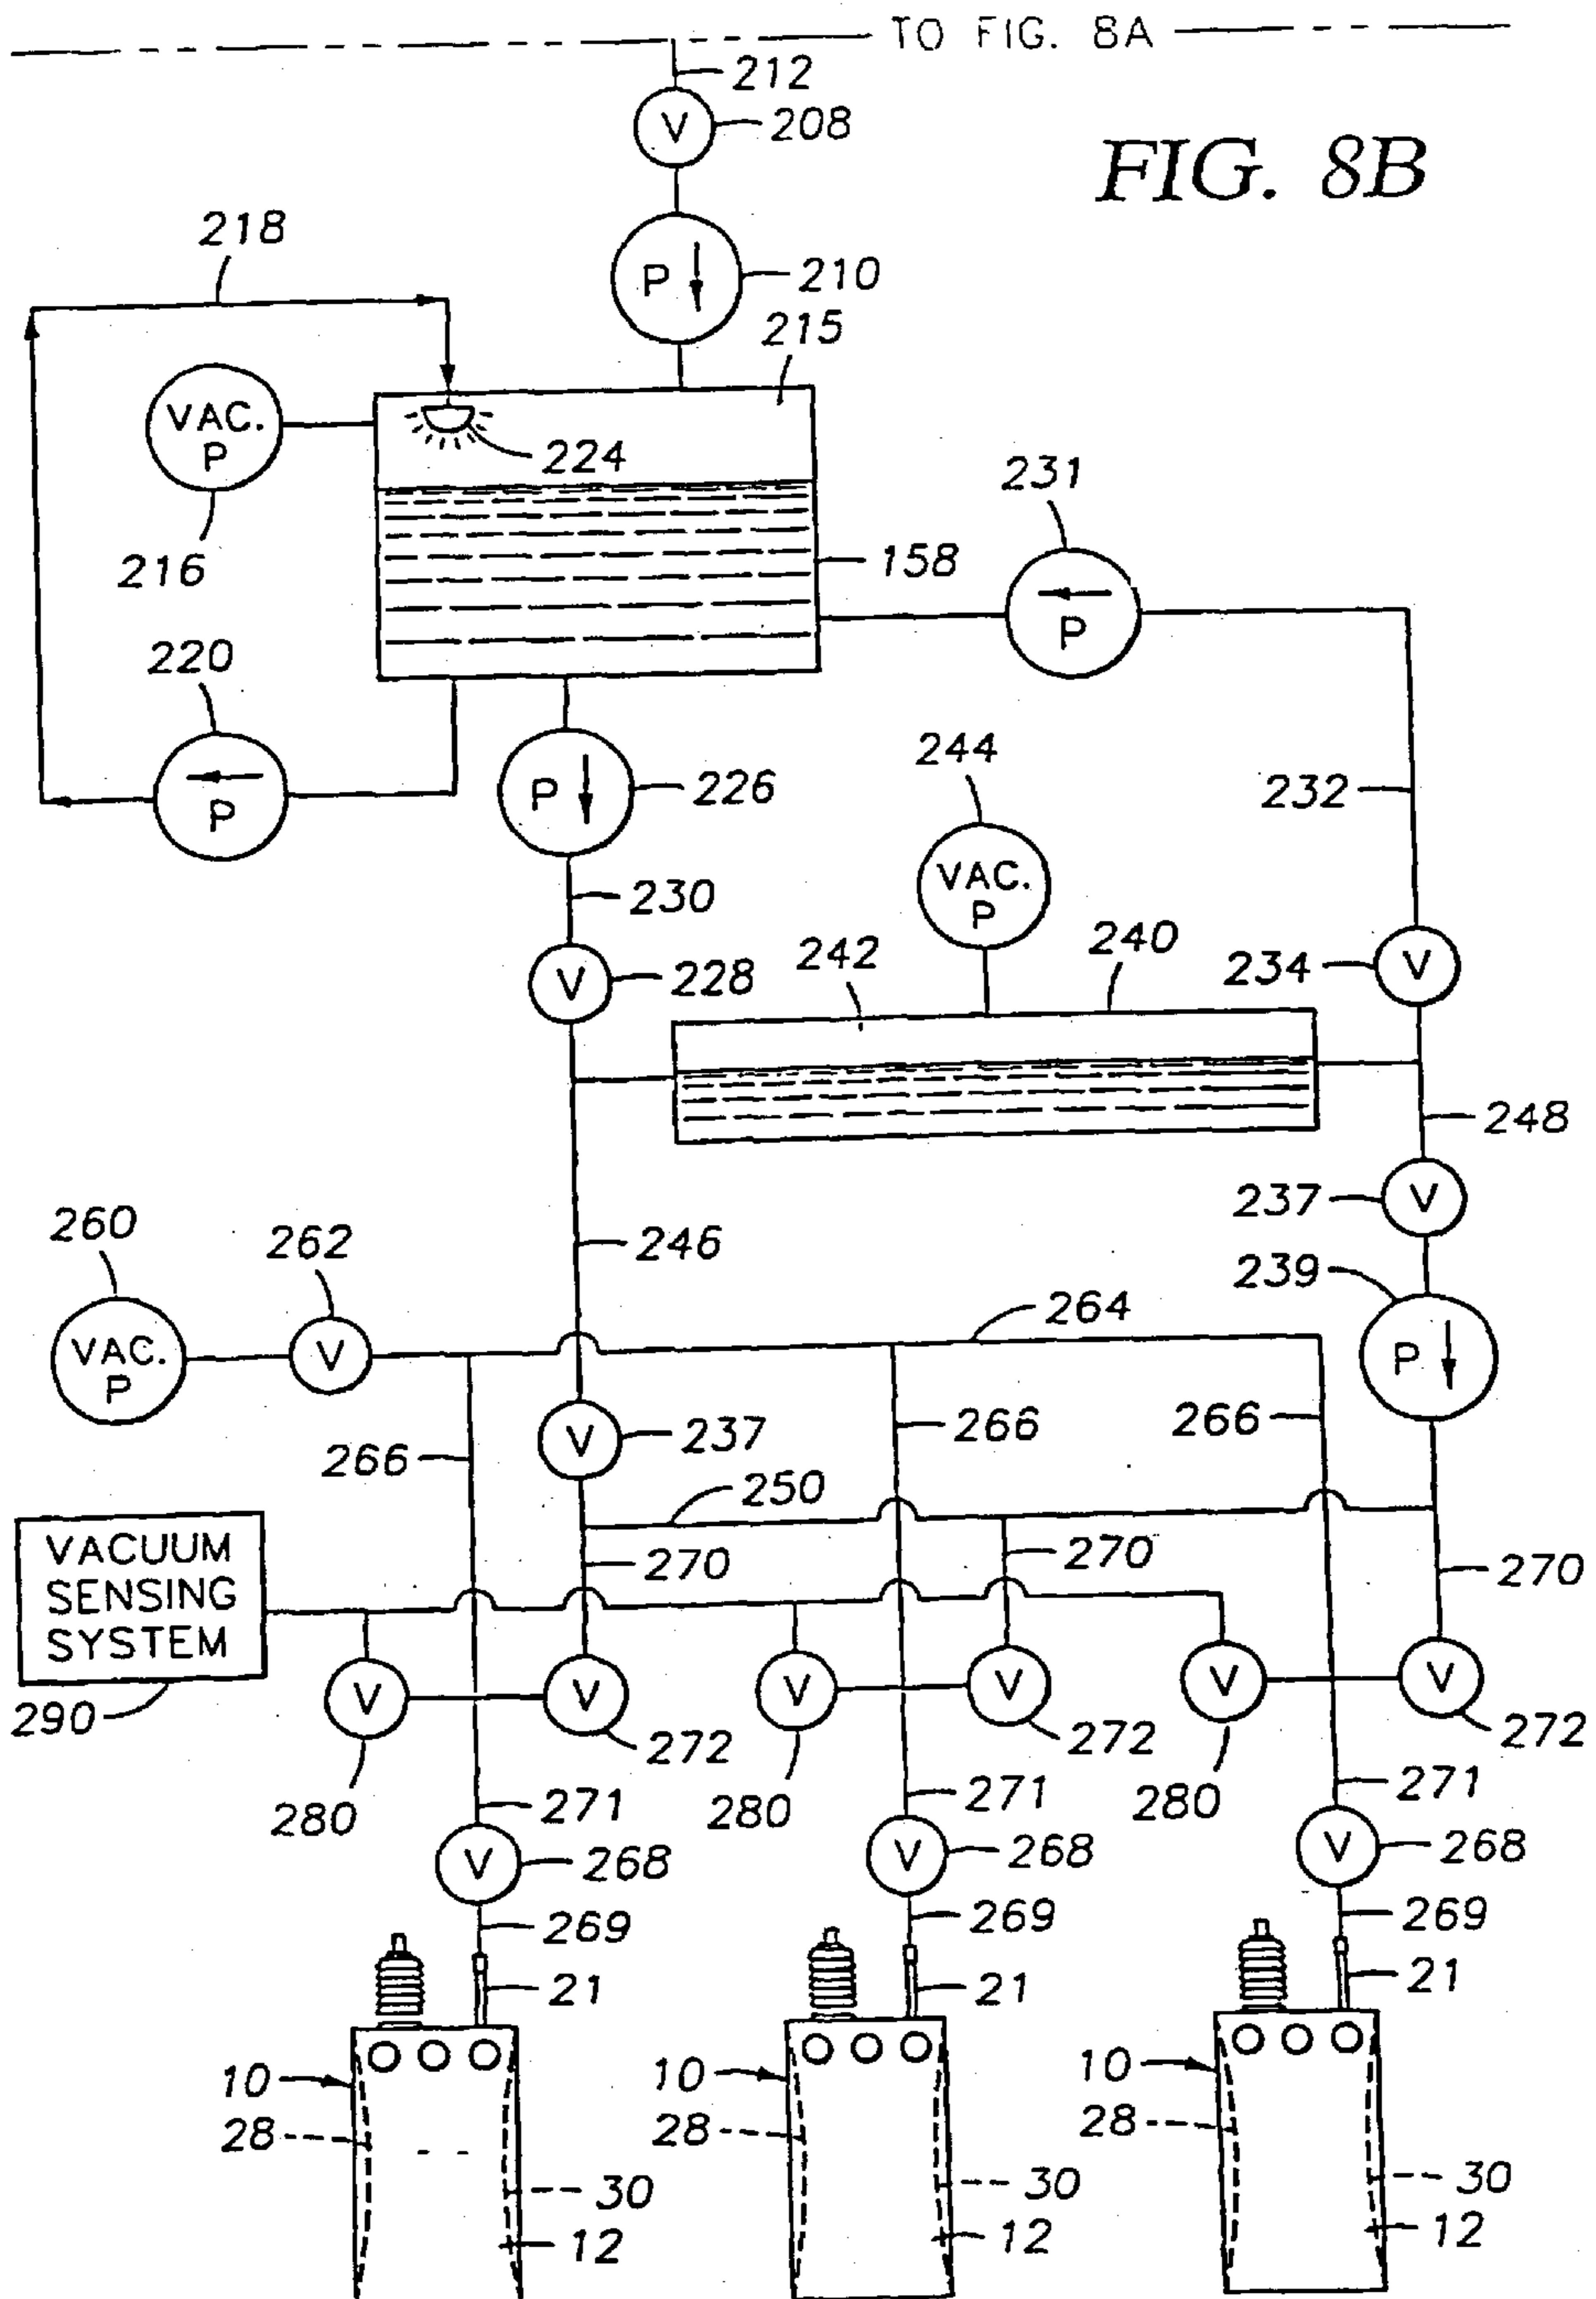 TO FIG. 8A
212
V
208
FIG. 8B
218
P
210
215
VAC.
P
224
216
231
158
P
220
P
P
226
244
232
230
VAC.
P
242
240
234
V
V
228
248
237
V
260
262
246
239
264
VAC.
P
V
P
266
V
237
266
266
250
VACUUM
SENSING
SYSTEM
270
270
270
290
V
V
V
V
V
V
280
272
280
272
280
272
271
271
271
V
268
V
268
V
268
269
269
269
21
21
21
10
10
10
28
28
28
30
30
30
12
12
12